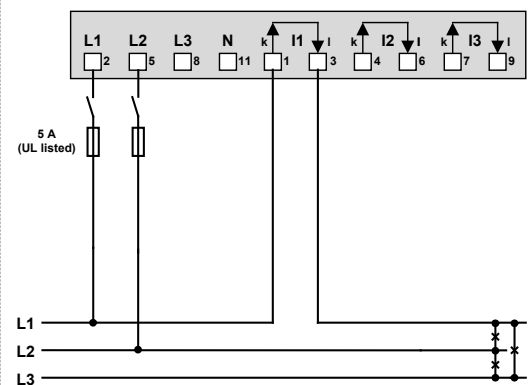 L1 L2 L3 N k I1 l k I2 l k I3 l
2 5 8 11 1 3 4 6 7 9
5 A
(UL listed)
L1
L2
L3